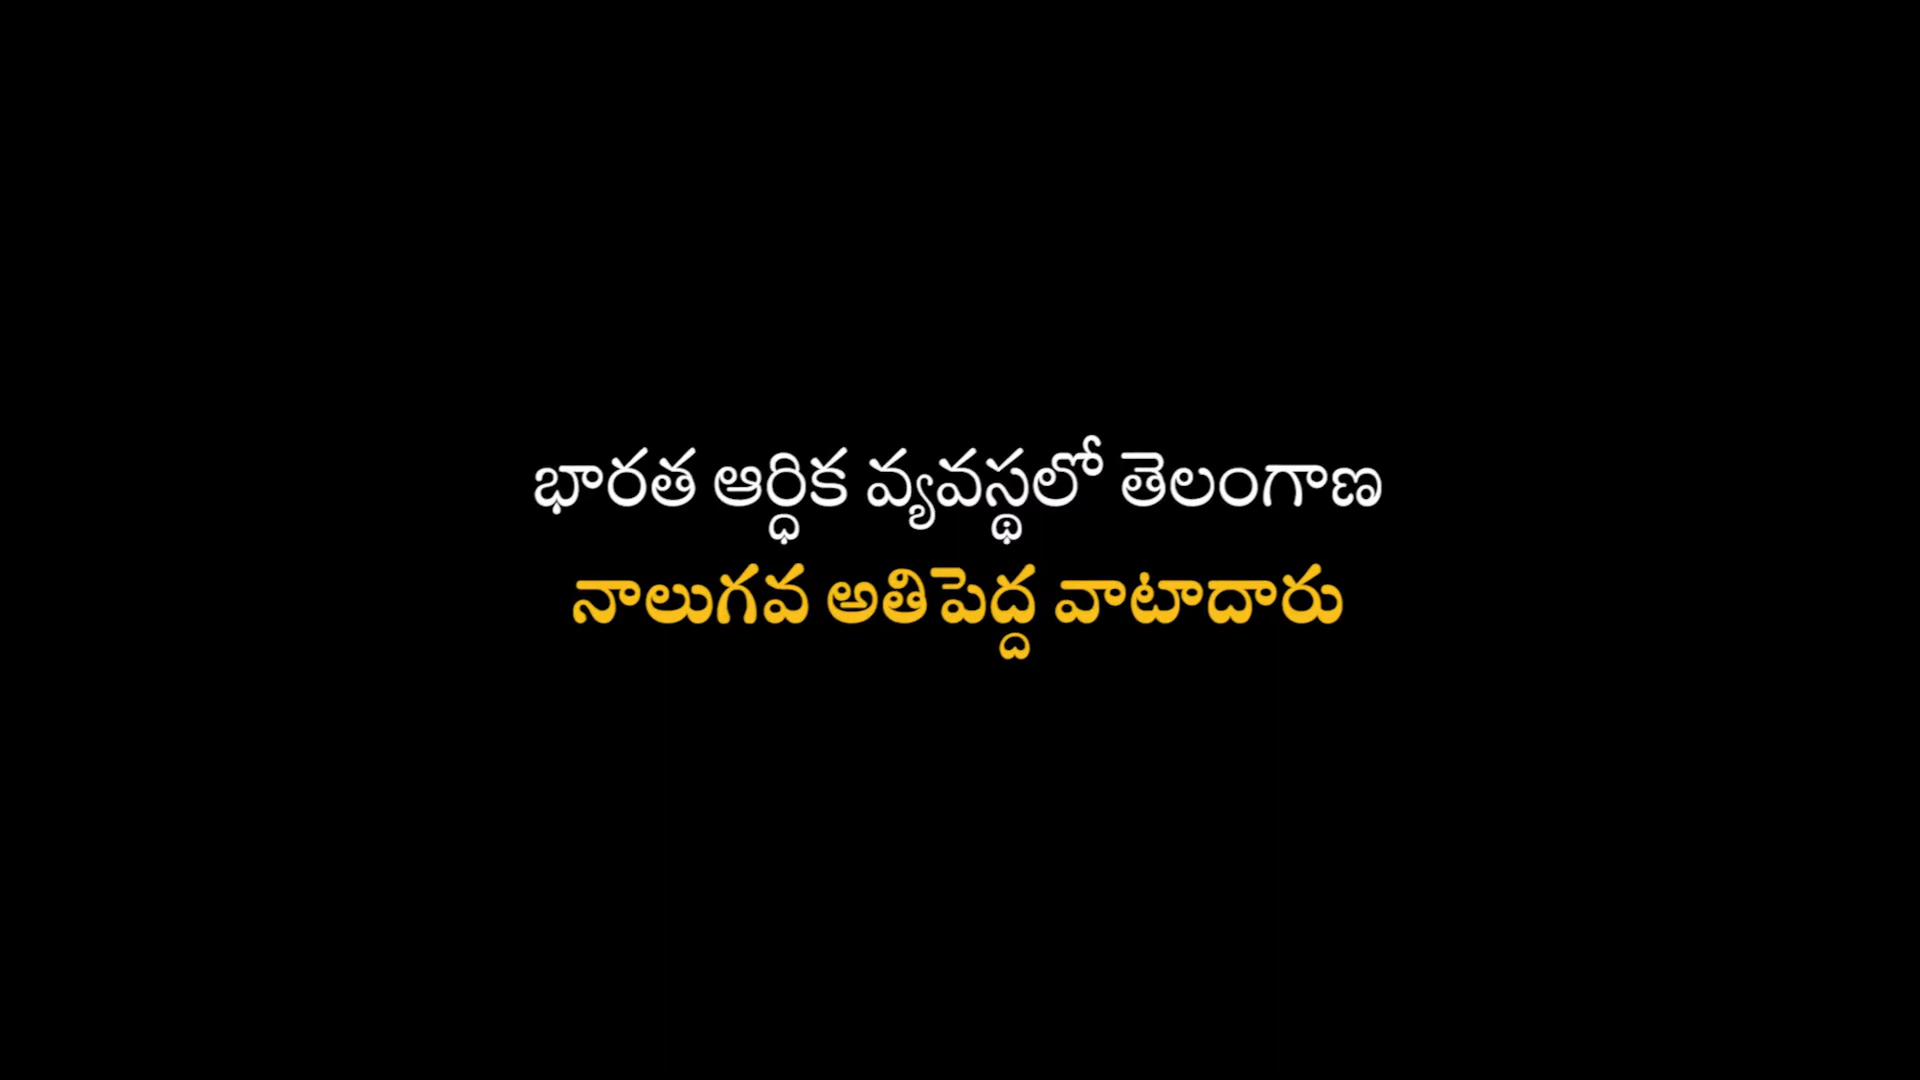 భారత ఆర్ధిక వ్యవస్థలో తెలంగాణ
నాలుగవ అతిపెద్ద వాటాదారు